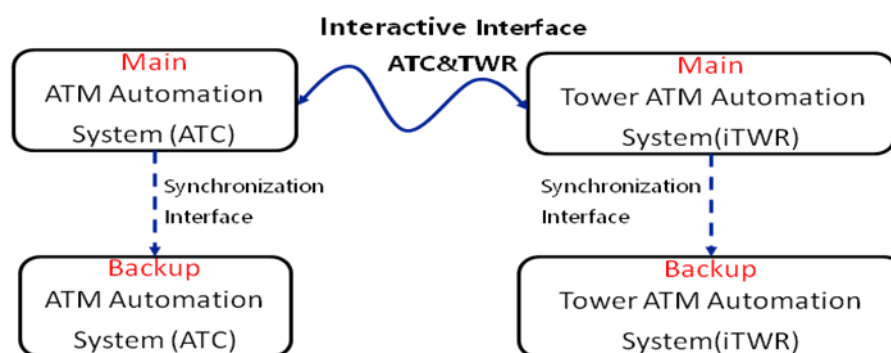 Interactive Interface
ATC&TWR
Main
ATM Automation
System (ATC)
Main
Tower ATM Automation
System(iTWR)
Synchronization
Interface
Synchronization
Interface
Backup
ATM Automation
System (ATC)
Backup
Tower ATM Automation
System(iTWR)